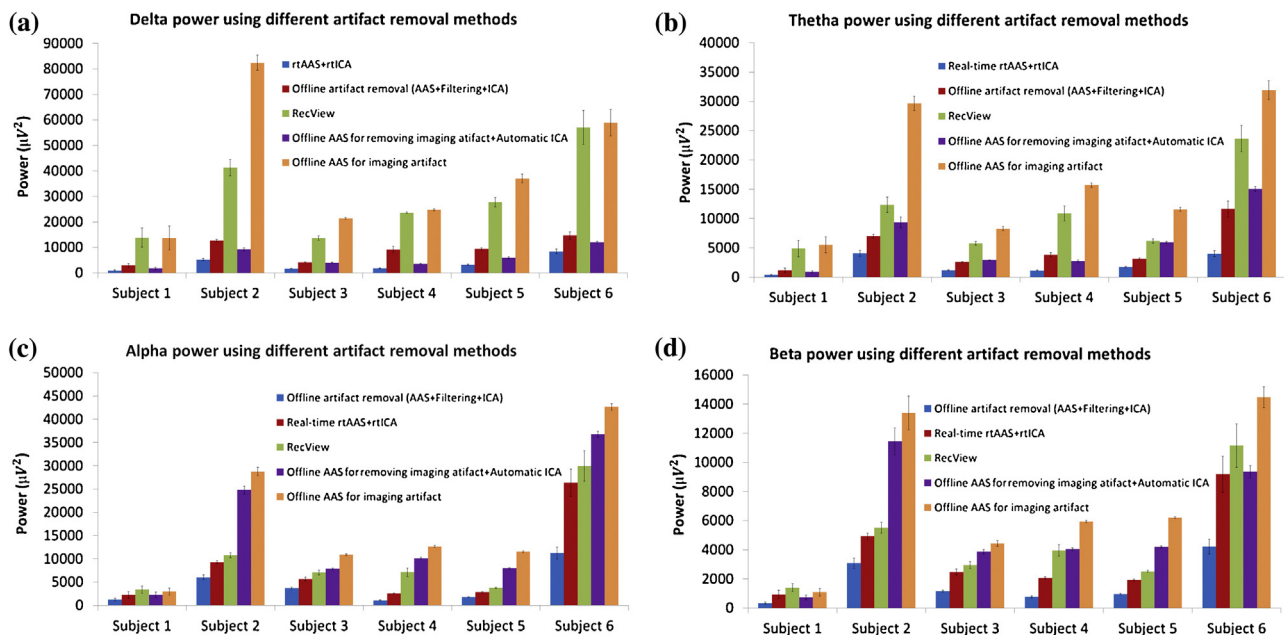 (a)
Delta power using different artifact removal methods
Power (µV²)
90000
80000
70000
60000
50000
40000
30000
20000
10000
0
rtAAS+rtICA
Offline artifact removal (AAS+Filtering+ICA)
RecView
Offline AAS for removing imaging atifact+Automatic ICA
Offline AAS for imaging artifact
Subject 1 Subject 2 Subject 3 Subject 4 Subject 5 Subject 6
(b)
Thetha power using different artifact removal methods
Power (µV²)
40000
35000
30000
25000
20000
15000
10000
5000
0
Real-time rtAAS+rtICA
Offline artifact removal (AAS+Filtering+ICA)
RecView
Offline AAS for removing imaging atifact+Automatic ICA
Offline AAS for imaging artifact
Subject 1 Subject 2 Subject 3 Subject 4 Subject 5 Subject 6
(c)
Alpha power using different artifact removal methods
Power (µV²)
50000
45000
40000
35000
30000
25000
20000
15000
10000
5000
0
Offline artifact removal (AAS+Filtering+ICA)
Real-time rtAAS+rtICA
RecView
Offline AAS for removing imaging atifact+Automatic ICA
Offline AAS for imaging artifact
Subject 1 Subject 2 Subject 3 Subject 4 Subject 5 Subject 6
(d)
Beta power using different artifact removal methods
Power (µV²)
16000
14000
12000
10000
8000
6000
4000
2000
0
Offline artifact removal (AAS+Filtering+ICA)
Real-time rtAAS+rtICA
RecView
Offline AAS for removing imaging atifact+Automatic ICA
Offline AAS for imaging artifact
Subject 1 Subject 2 Subject 3 Subject 4 Subject 5 Subject 6